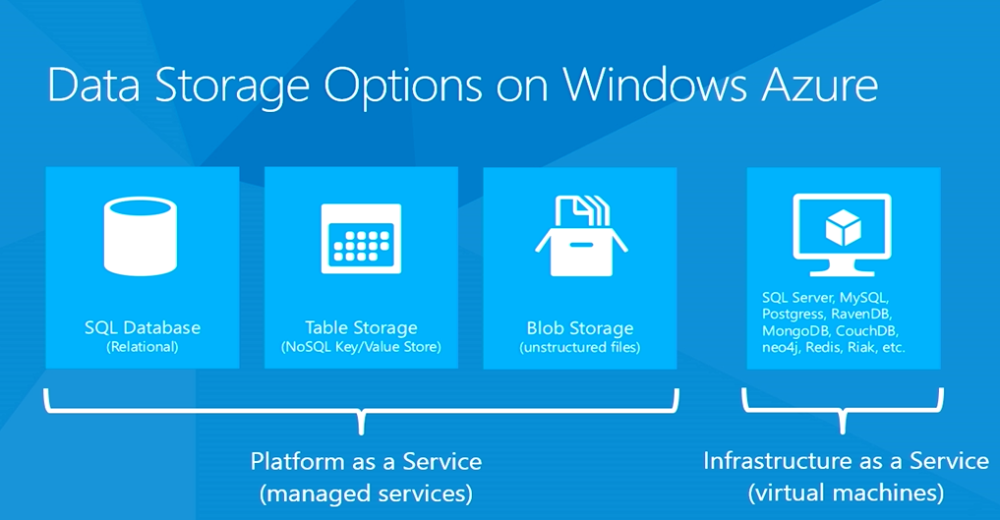 Data Storage Options on Windows Azure
SQL Database
(Relational)
Table Storage
(NoSQL Key/Value Store)
Blob Storage
(unstructured files)
SQL Server, MySQL,
Postgress, RavenDB,
MongoDB, CouchDB,
neo4j, Redis, Riak, etc.
Platform as a Service
(managed services)
Infrastructure as a Service
(virtual machines)